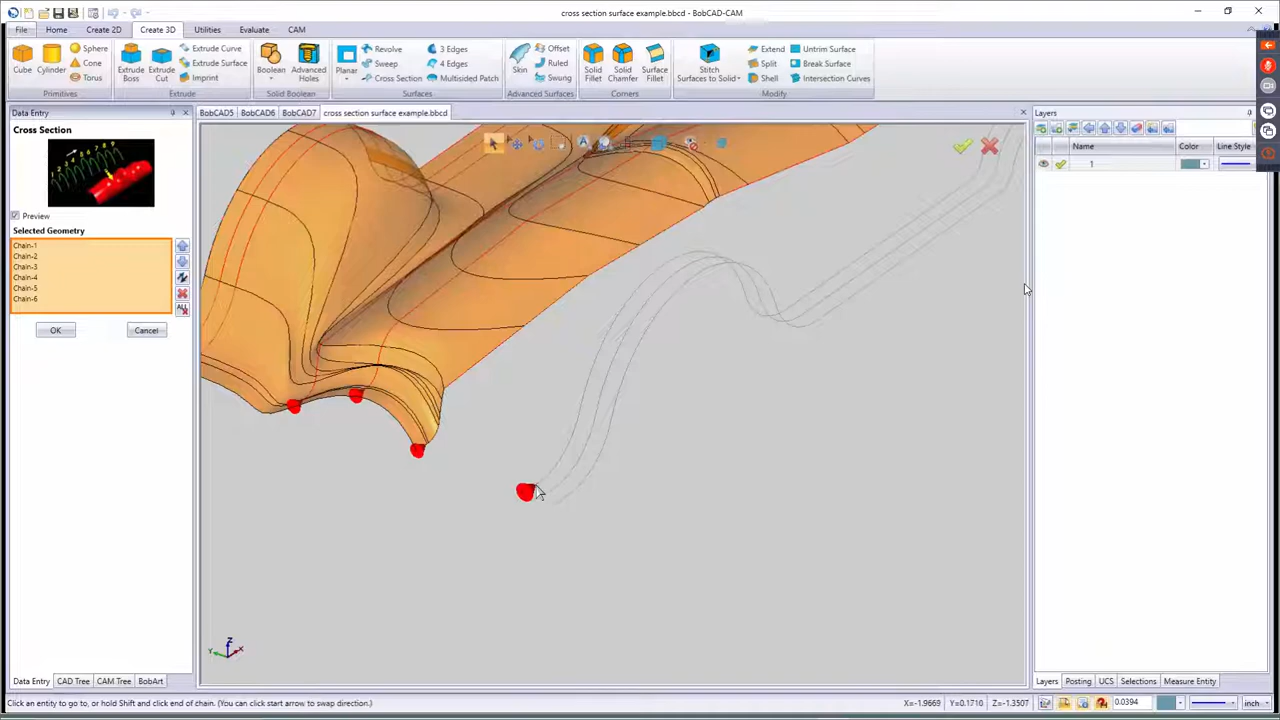 cross section surface example.bbcd - BobCAD-CAM
File Home Create 2D Create 3D Utilities Evaluate CAM
Cube
Cylinder
Sphere
Cone
Torus
Primitives
Extrude Boss
Extrude Cut
Extrude Curve
Extrude Surface
Imprint
Extrude
Boolean
Advanced Holes
Solid Boolean
Planar
Revolve
Sweep
Cross Section
3 Edges
4 Edges
Multisided Patch
Surfaces
Skin
Offset
Ruled
Swung
Advanced Surfaces
Solid Fillet
Solid Chamfer
Surface Fillet
Corners
Stitch Surfaces to Solid
Extend
Split
Shell
Untrim Surface
Break Surface
Intersection Curves
Modify
Data Entry
BobCAD5 BobCAD6 BobCAD7 cross section surface example.bbcd
Layers
Cross Section
Preview
Selected Geometry
Chain-1
Chain-2
Chain-3
Chain-4
Chain-5
Chain-6
ALL
OK Cancel
Name Color Line Style
1
Z
Y X
Data Entry CAD Tree CAM Tree BobArt
Layers Posting UCS Selections Measure Entity
Click an entity to go to, or hold Shift and click end of chain. (You can click start arrow to swap direction.)
X=-1.9669 Y=0.1710 Z=-1.3507
0.0394
inch